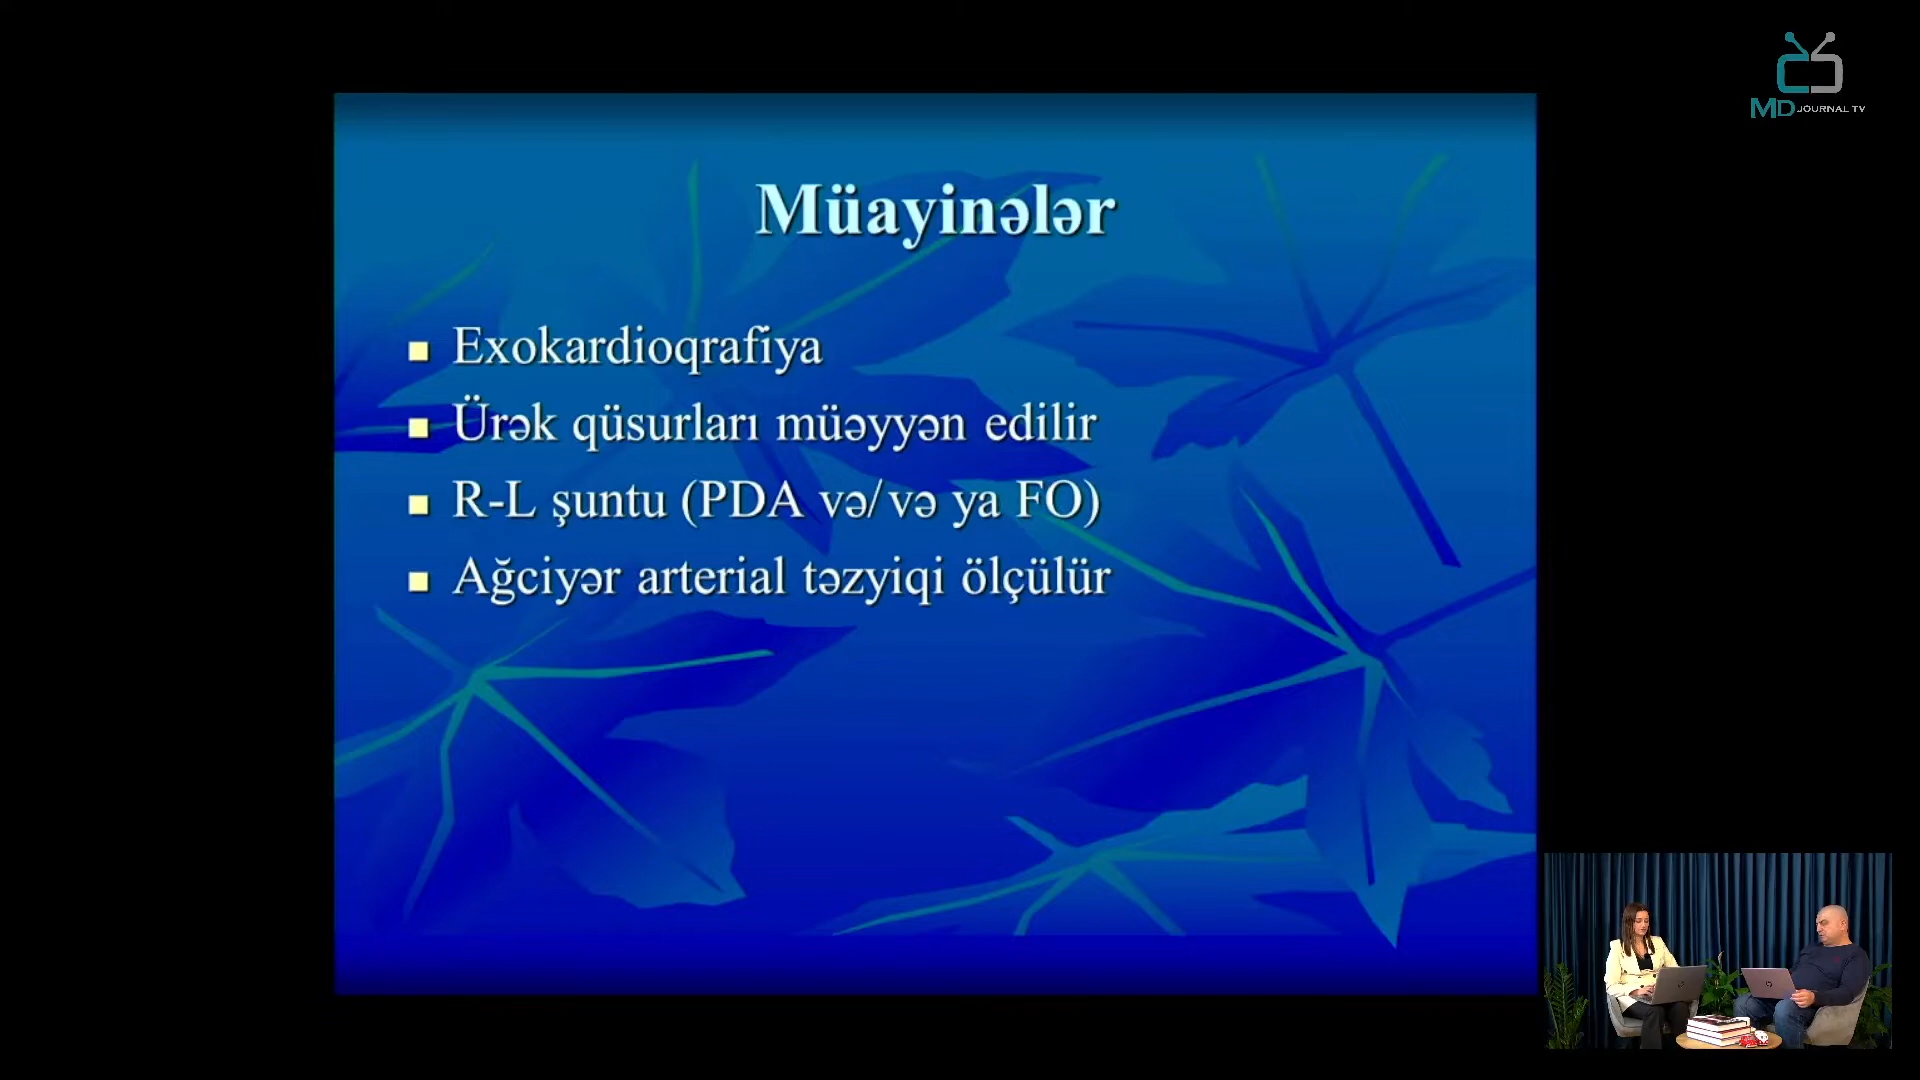 MD JOURNAL TV
Müayinələr
Exokardioqrafiya
Ürək qüsurları müəyyən edilir
R-L şuntu (PDA və/və ya FO)
Ağciyər arterial təzyiqi ölçülür